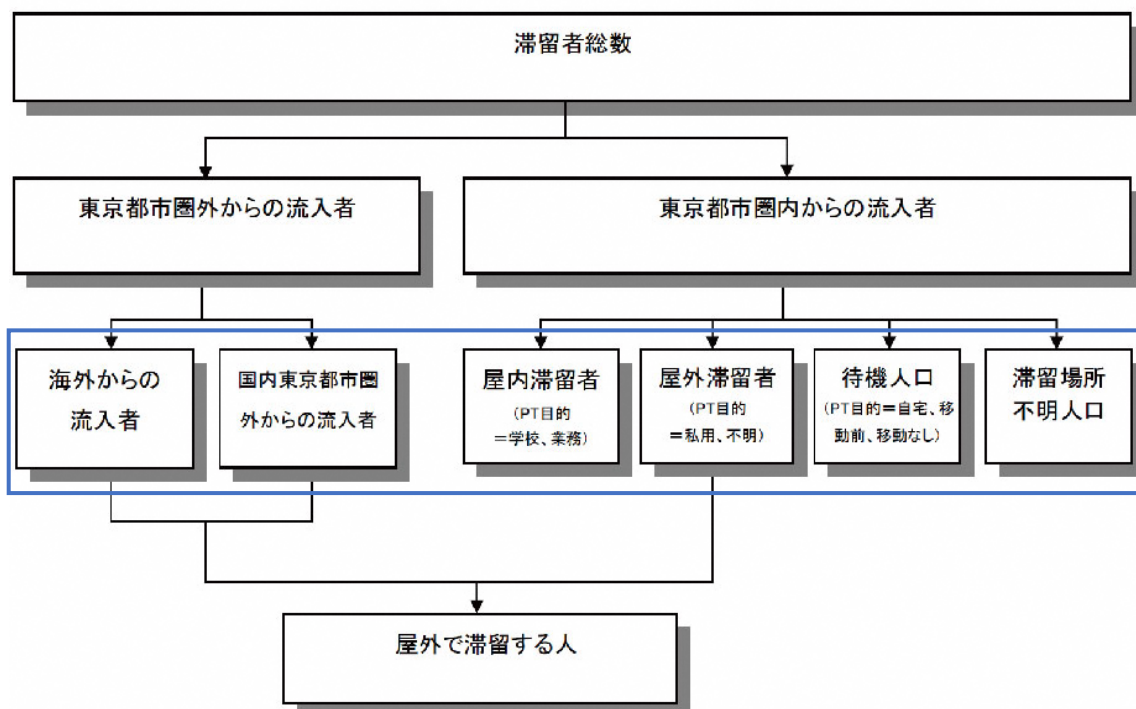 滞留者総数
東京都市圏外からの流入者
東京都市圏内からの流入者
海外からの
流入者
国内東京都市圏
外からの流入者
屋内滞留者
(PT目的
＝学校、業務)
屋外滞留者
(PT目的
＝私用、不明)
待機人口
(PT目的＝自宅、移
動前、移動なし)
滞留場所
不明人口
屋外で滞留する人